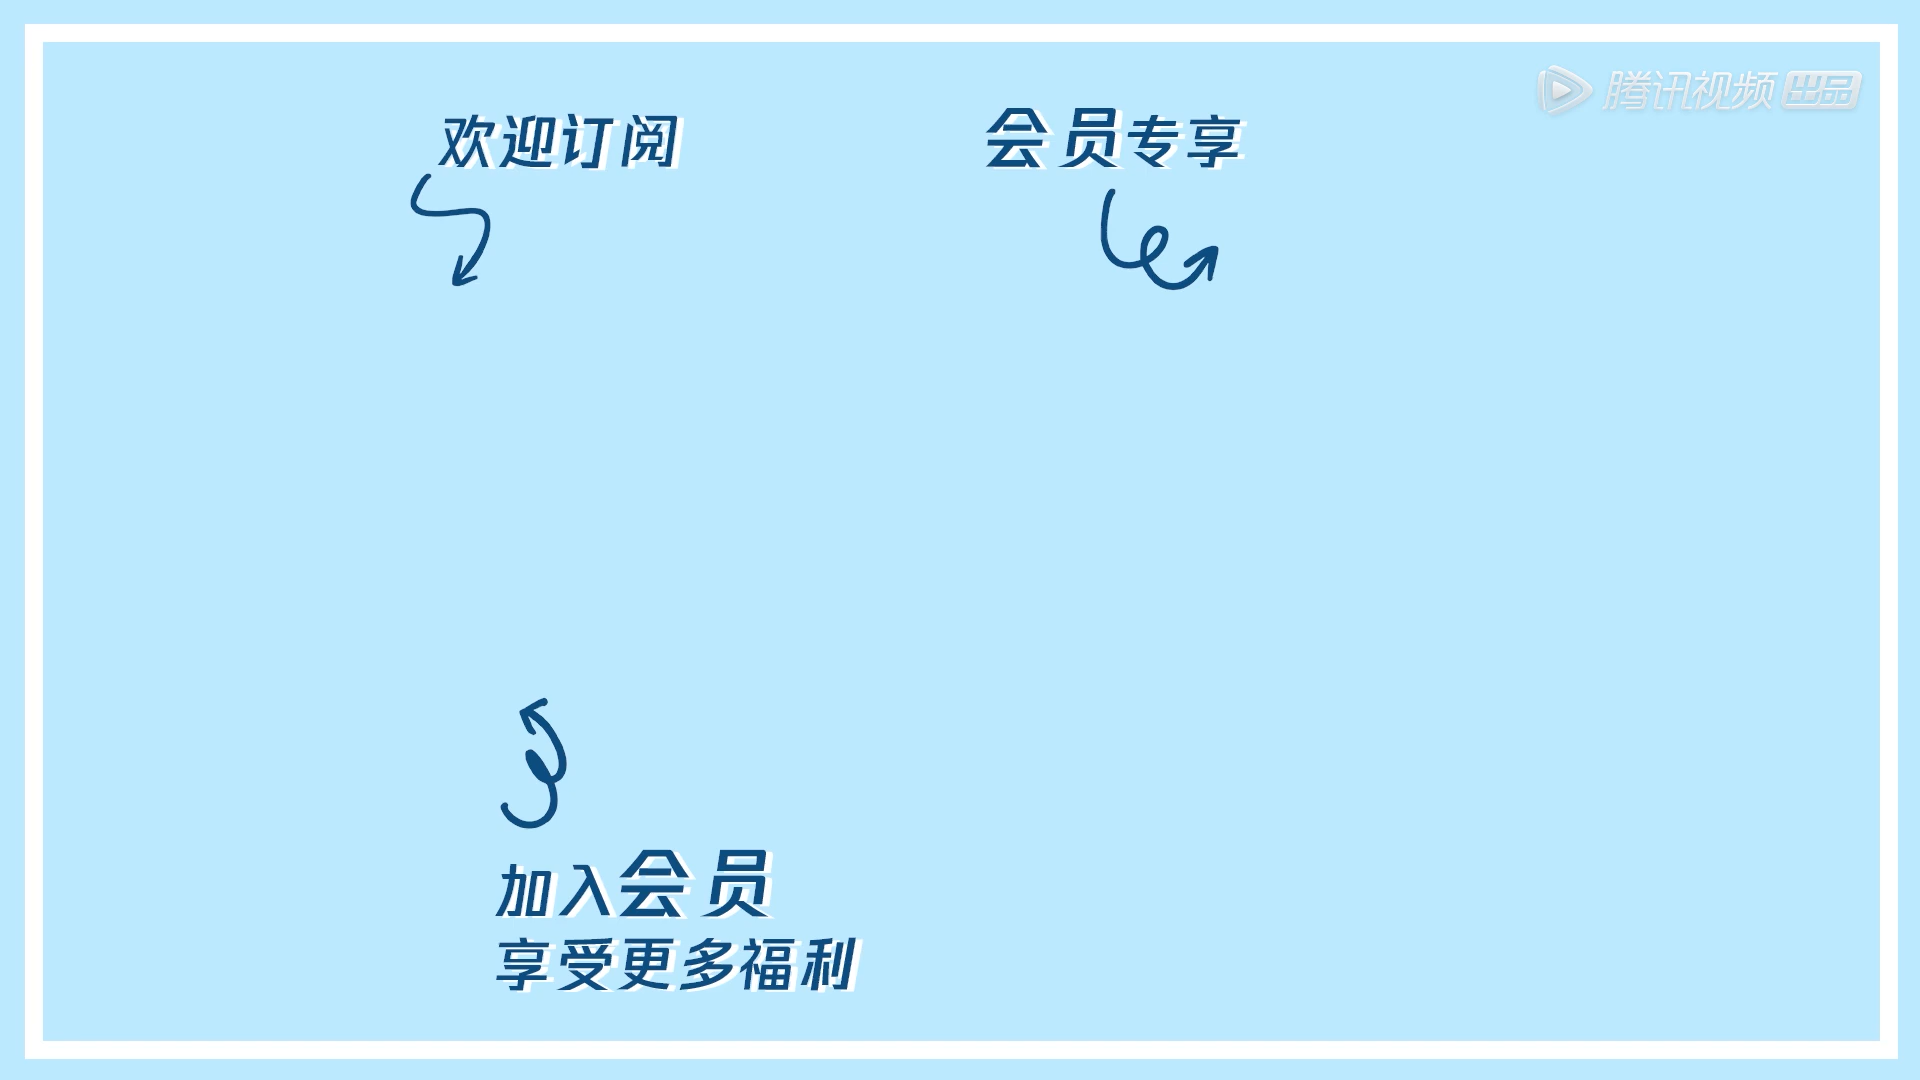 腾讯视频 出品
欢迎订阅
会员专享
加入会员
享受更多福利